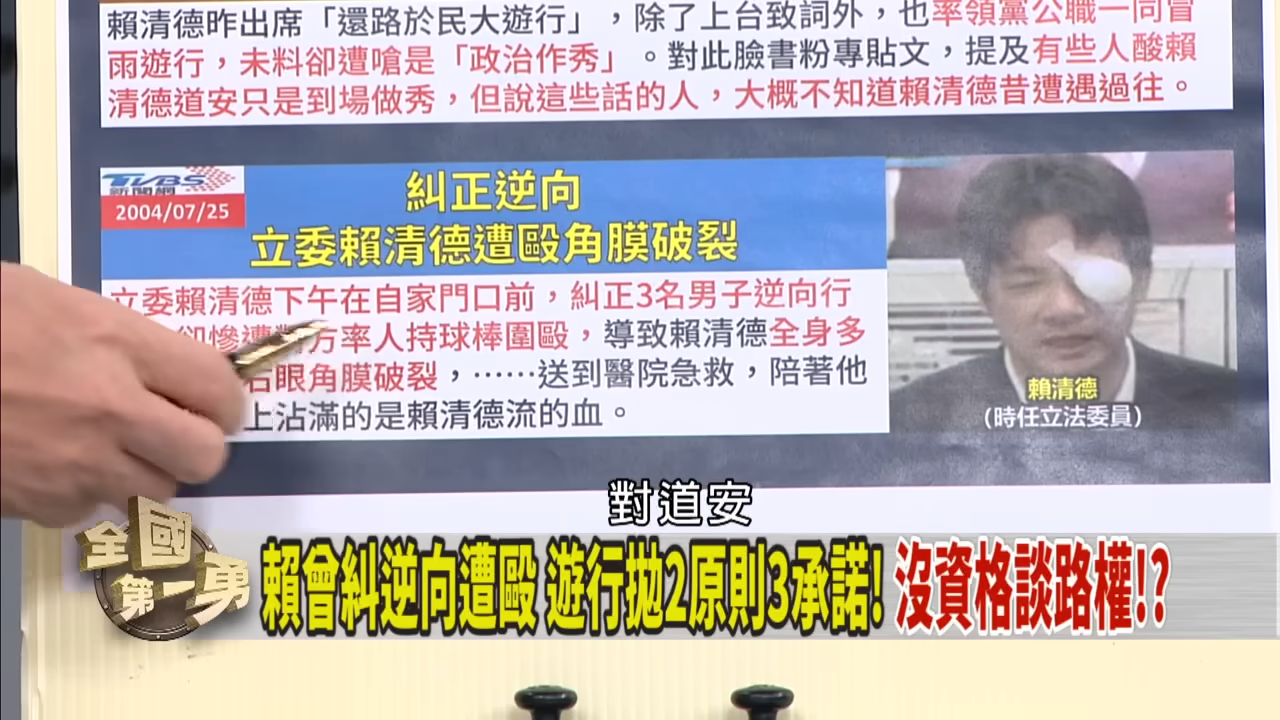 賴清德昨出席「還路於民大遊行」，除了上台致詞外，也率領黨公職一同冒
雨遊行，未料卻遭嗆是「政治作秀」。對此臉書粉專貼文，提及有些人酸賴
清德道安只是到場做秀，但說這些話的人，大概不知道賴清德昔遭遇過往。
TVBS
新聞網
2004/07/25
糾正逆向
立委賴清德遭毆角膜破裂
立委賴清德下午在自家門口前，糾正3名男子逆向行
卻慘遭對方率人持球棒圍毆，導致賴清德全身多
右眼角膜破裂，⋯⋯送到醫院急救，陪著他
上沾滿的是賴清德流的血。
賴清德
（時任立法委員）
對道安
全國第一勇
賴曾糾逆向遭毆 遊行拋2原則3承諾! 沒資格談路權!?